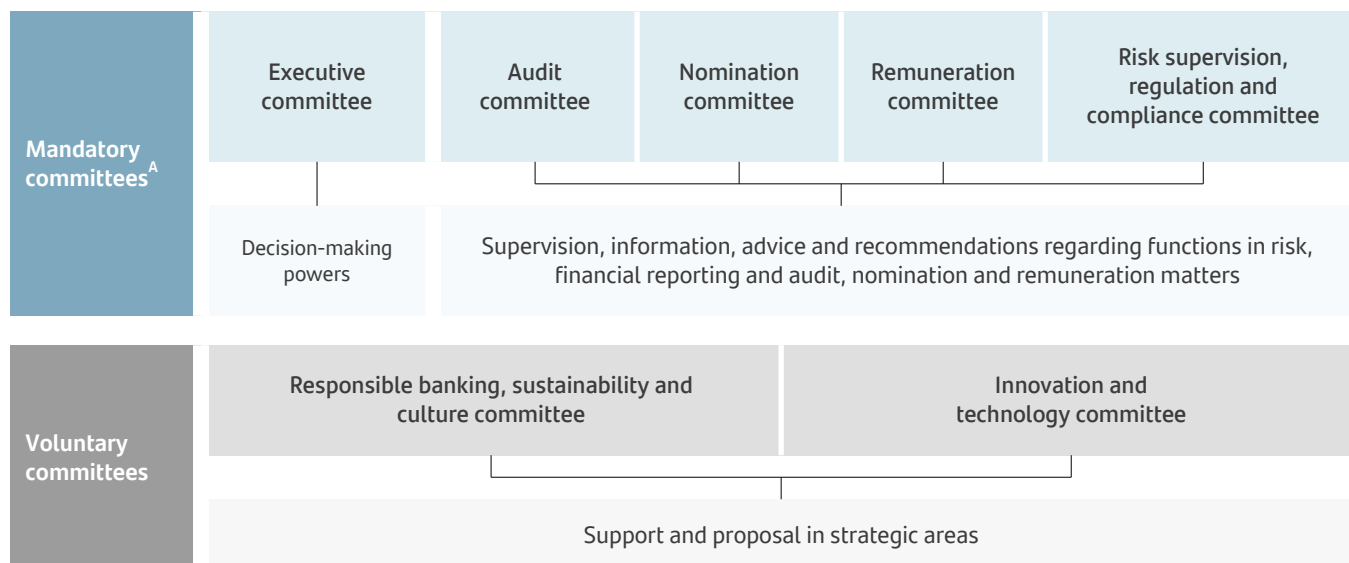 Mandatory
committees^A
Executive
committee
Audit
committee
Nomination
committee
Remuneration
committee
Risk supervision,
regulation and
compliance committee
Decision-making
powers
Supervision, information, advice and recommendations regarding functions in risk,
financial reporting and audit, nomination and remuneration matters
Voluntary
committees
Responsible banking, sustainability and
culture committee
Innovation and
technology committee
Support and proposal in strategic areas